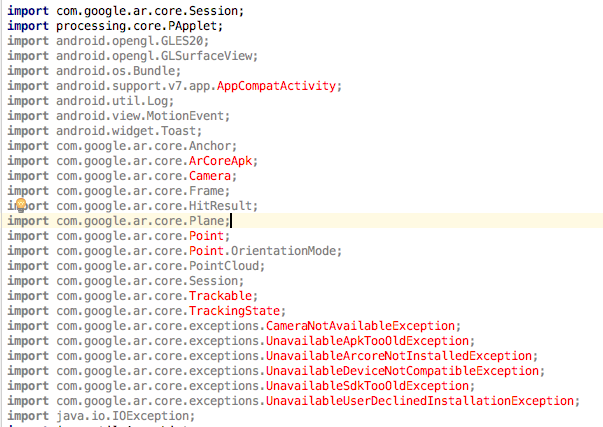 import com.google.ar.core.Session;
import processing.core.PApplet;
import android.opengl.GLES20;
import android.opengl.GLSurfaceView;
import android.os.Bundle;
import android.support.v7.app.AppCompatActivity;
import android.util.Log;
import android.view.MotionEvent;
import android.widget.Toast;
import com.google.ar.core.Anchor;
import com.google.ar.core.ArCoreApk;
import com.google.ar.core.Camera;
import com.google.ar.core.Frame;
import com.google.ar.core.HitResult;
import com.google.ar.core.Plane;
import com.google.ar.core.Point;
import com.google.ar.core.Point.OrientationMode;
import com.google.ar.core.PointCloud;
import com.google.ar.core.Session;
import com.google.ar.core.Trackable;
import com.google.ar.core.TrackingState;
import com.google.ar.core.exceptions.CameraNotAvailableException;
import com.google.ar.core.exceptions.UnavailableApkTooOldException;
import com.google.ar.core.exceptions.UnavailableArcoreNotInstalledException;
import com.google.ar.core.exceptions.UnavailableDeviceNotCompatibleException;
import com.google.ar.core.exceptions.UnavailableSdkTooOldException;
import com.google.ar.core.exceptions.UnavailableUserDeclinedInstallationException;
import java.io.IOException;